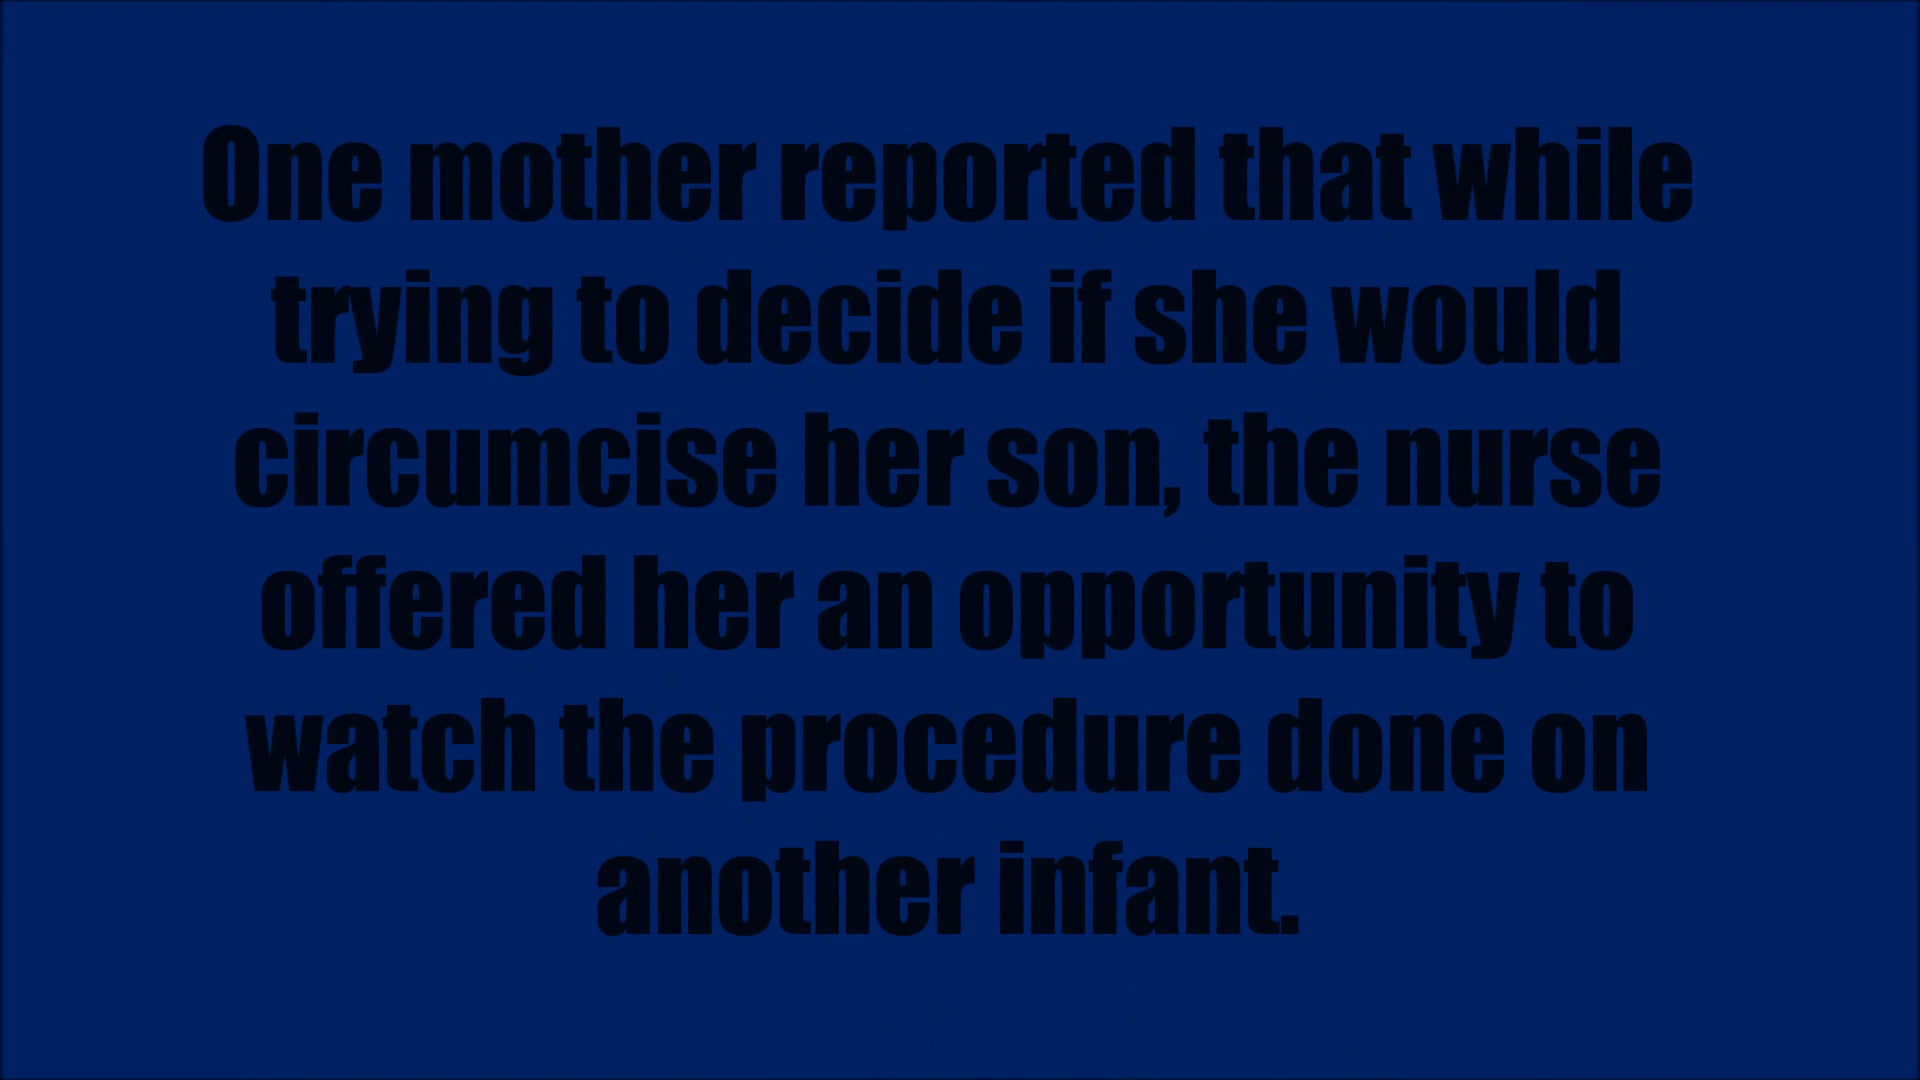 One mother reported that while
trying to decide if she would
circumcise her son, the nurse
offered her an opportunity to
watch the procedure done on
another infant.